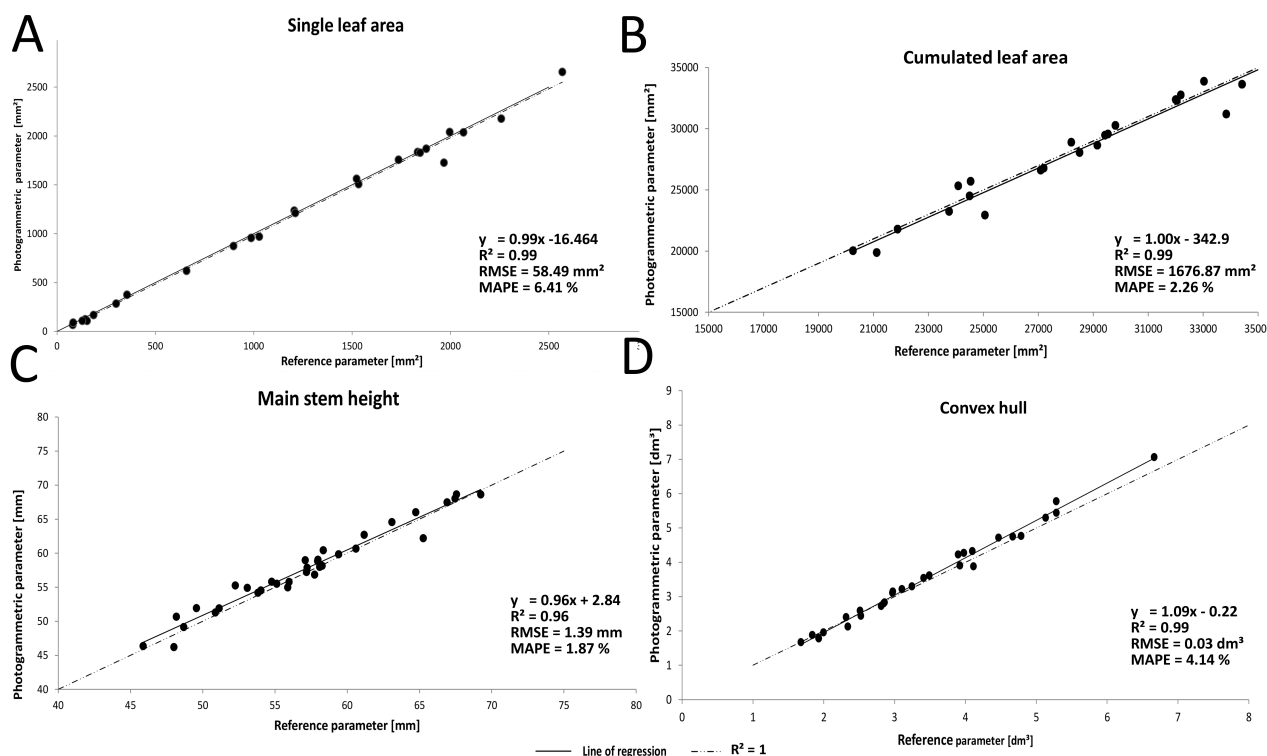 A
Single leaf area
Photogrammetric parameter [mm²]
2500
2000
1500
1000
500
0
0 500 1000 1500 2000 2500
y = 0.99x -16.464
R² = 0.99
RMSE = 58.49 mm²
MAPE = 6.41 %
Reference parameter [mm²]
B
Cumulated leaf area
Photogrammetric parameter [mm²]
35000
30000
25000
20000
15000
15000 17000 19000 21000 23000 25000 27000 29000 31000 33000 3500
y = 1.00x - 342.9
R² = 0.99
RMSE = 1676.87 mm²
MAPE = 2.26 %
Reference parameter [mm²]
C
Main stem height
Photogrammetric parameter [mm]
80
75
70
65
60
55
50
45
40
40 45 50 55 60 65 70 75 80
y = 0.96x + 2.84
R² = 0.96
RMSE = 1.39 mm
MAPE = 1.87 %
Reference parameter [mm]
D
Convex hull
Photogrammetric parameter [dm³]
9
8
7
6
5
4
3
2
1
0
0 1 2 3 4 5 6 7 8
y = 1.09x - 0.22
R² = 0.99
RMSE = 0.03 dm³
MAPE = 4.14 %
Reference parameter [dm³]
Line of regression R² = 1